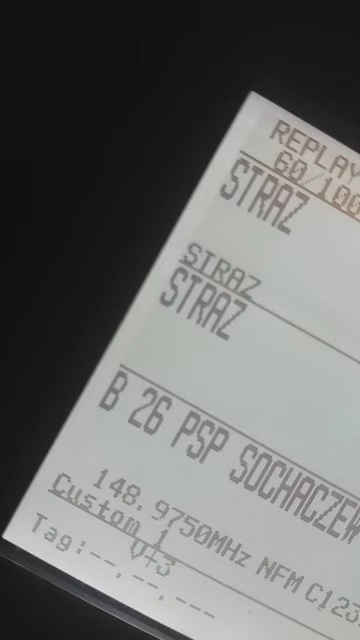 REPLAY
60/100
STRAZ
STRAZ
STRAZ
B 26 PSP SOCHACZEW
148.9750MHz NFM C123
Custom 1
Tag:--.--.---